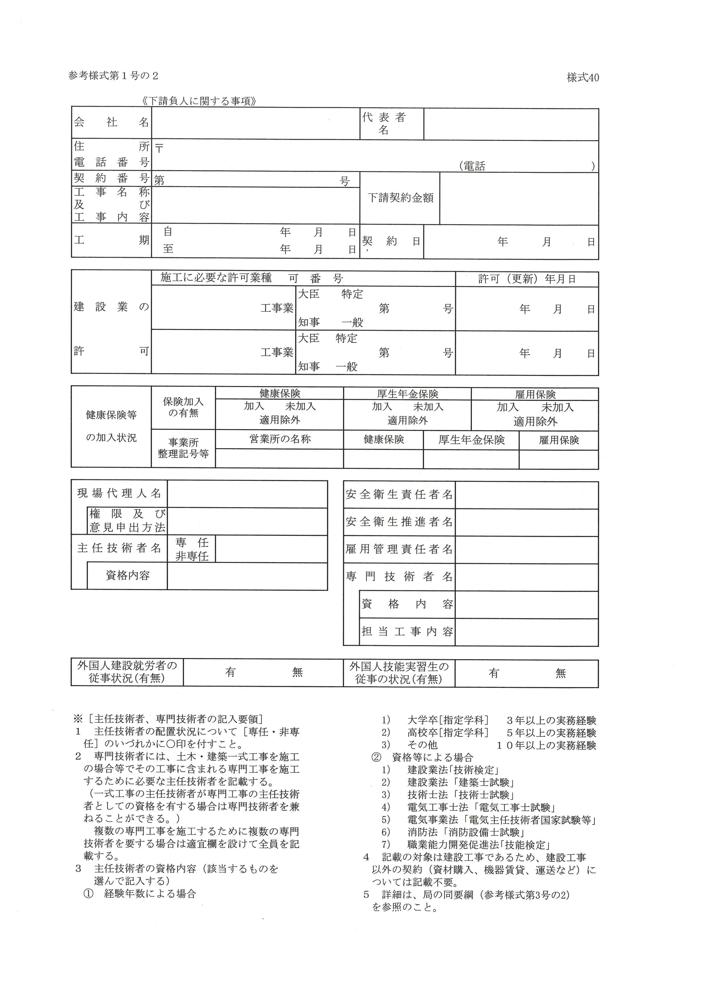 参考様式第１号の２
様式40
《下請負人に関する事項》
会社名
代表者
名
住所
〒
電話番号
（電話　　　　　）
契約番号
第　　　　　号
下請契約金額
工事名称
及び
工事内容
工期
自　　年　月　日
至　　年　月　日
契約日
年　月　日
建設業の
許可
施工に必要な許可業種　可　番　号
許可（更新）年月日
大臣　特定
工事業
第　　　号
年　月　日
知事　一般
大臣　特定
工事業
第　　　号
年　月　日
知事　一般
健康保険等
の加入状況
保険加入
の有無
健康保険
厚生年金保険
雇用保険
加入　未加入
適用除外
加入　未加入
適用除外
加入　未加入
適用除外
事業所
整理記号等
営業所の名称
健康保険
厚生年金保険
雇用保険
現場代理人名
権限及び
意見申出方法
主任技術者名
専　任
非専任
資格内容
安全衛生責任者名
安全衛生推進者名
雇用管理責任者名
専門技術者名
資格内容
担当工事内容
外国人建設就労者の
従事状況(有無)
有　　　無
外国人技能実習生の
従事の状況(有無)
有　　　無
※［主任技術者、専門技術者の記入要領］
１　主任技術者の配置状況について［専任・非専
任］のいづれかに〇印を付すこと。
２　専門技術者には、土木・建築一式工事を施工
の場合等でその工事に含まれる専門工事を施工
するために必要な主任技術者を記載する。
（一式工事の主任技術者が専門工事の主任技術
者としての資格を有する場合は専門技術者を兼
ねることができる。）
複数の専門工事を施工するために複数の専門
技術者を要する場合は適宜欄を設けて全員を記
載する。
３　主任技術者の資格内容（該当するものを
選んで記入する）
①　経験年数による場合
1)　大学卒[指定学科]　３年以上の実務経験
2)　高校卒[指定学科]　５年以上の実務経験
3)　その他　　　１０年以上の実務経験
②　資格等による場合
1)　建設業法「技術検定」
2)　建設業法「建築士試験」
3)　技術士法「技術士試験」
4)　電気工事士法「電気工事士試験」
5)　電気事業法「電気主任技術者国家試験等」
6)　消防法「消防設備士試験」
7)　職業能力開発促進法「技能検定」
４　記載の対象は建設工事であるため、建設工事
以外の契約（資材購入、機器賃貸、運送など）に
ついては記載不要。
５　詳細は、局の同要綱（参考様式第3号の2）
を参照のこと。